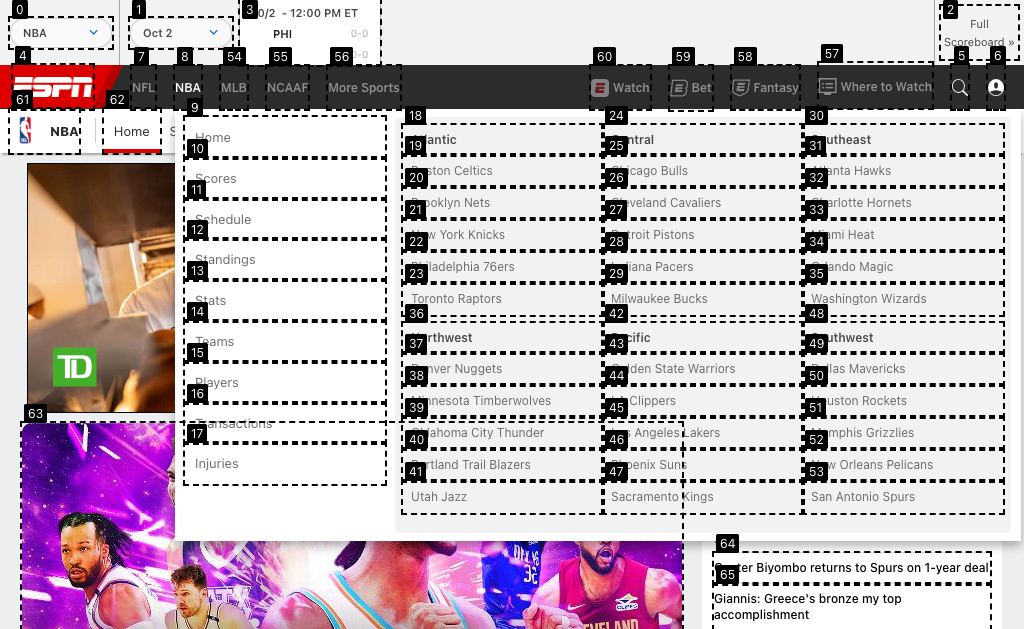 0
1
3
2
0/2 - 12:00 PM ET
NBA
Oct 2
PHI
0-0
0-0
Full
Scoreboard »
4
7
8
54
55
56
60
59
58
57
5
6
ESPN
NFL
NBA
MLB
NCAAF
More Sports
Watch
Bet
Fantasy
Where to Watch
61
62
NBA
Home
S
9
Home
10
Scores
11
Schedule
12
Standings
13
Stats
14
Teams
15
Players
16
Transactions
17
Injuries
18
Atlantic
19
Boston Celtics
20
Brooklyn Nets
21
New York Knicks
22
Philadelphia 76ers
23
Toronto Raptors
24
Central
25
Chicago Bulls
26
Cleveland Cavaliers
27
Detroit Pistons
28
Indiana Pacers
29
Milwaukee Bucks
30
Southeast
31
Atlanta Hawks
32
Charlotte Hornets
33
Miami Heat
34
Orlando Magic
35
Washington Wizards
36
Northwest
37
Denver Nuggets
38
Minnesota Timberwolves
39
Oklahoma City Thunder
40
Portland Trail Blazers
41
Utah Jazz
42
Pacific
43
Golden State Warriors
44
LA Clippers
45
Los Angeles Lakers
46
Phoenix Suns
47
Sacramento Kings
48
Southwest
49
Dallas Mavericks
50
Houston Rockets
51
Memphis Grizzlies
52
New Orleans Pelicans
53
San Antonio Spurs
TD
63
32
CLIFFS
CLEVELAND
64
Center Biyombo returns to Spurs on 1-year deal
65
Giannis: Greece's bronze my top
accomplishment